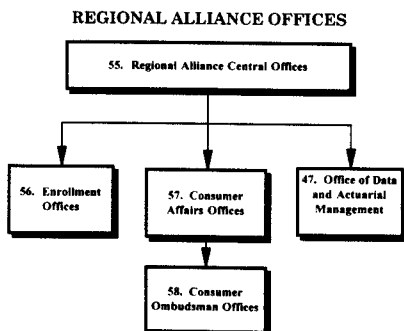 REGIONAL ALLIANCE OFFICES
55. Regional Alliance Central Offices
56. Enrollment
Offices
57. Consumer
Affairs Offices
47. Office of Data
and Actuarial
Management
58. Consumer
Ombudsman Offices